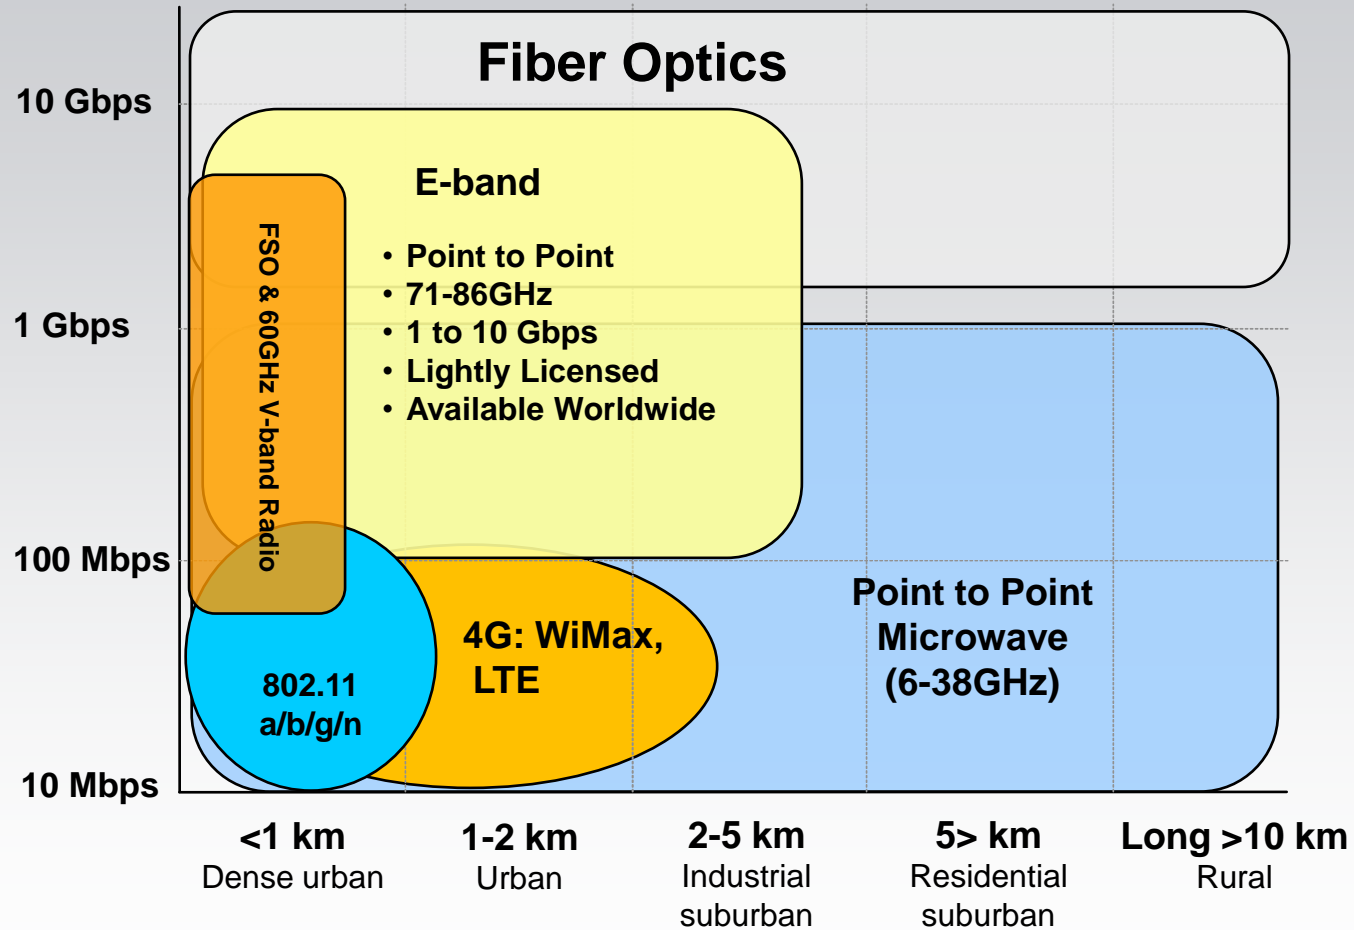 Fiber Optics
10 Gbps
E-band
FSO & 60GHz V-band Radio
• Point to Point
• 71-86GHz
1 Gbps
• 1 to 10 Gbps
• Lightly Licensed
• Available Worldwide
100 Mbps
Point to Point
Microwave
(6-38GHz)
4G: WiMax,
LTE
802.11
a/b/g/n
10 Mbps
<1 km
Dense urban
1-2 km
Urban
2-5 km
Industrial
suburban
5> km
Residential
suburban
Long >10 km
Rural